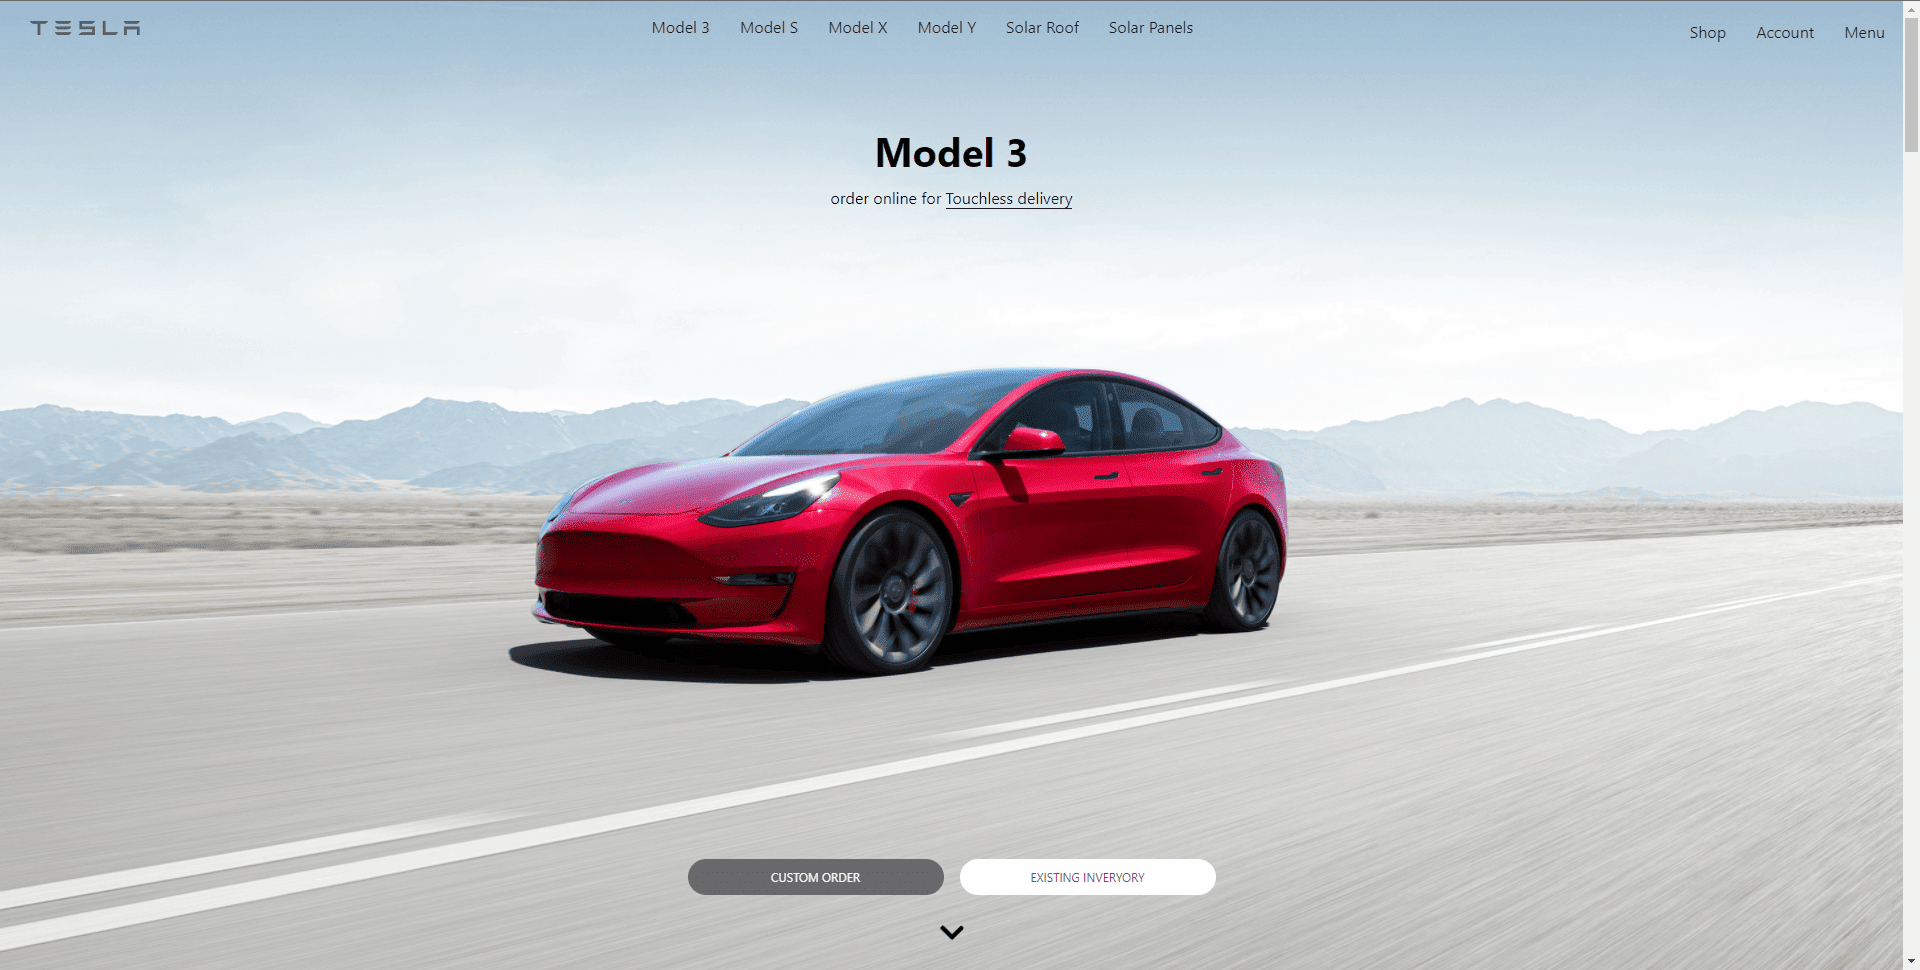 TESLA
Model 3 Model S Model X Model Y Solar Roof Solar Panels
Shop Account Menu
Model 3
order online for Touchless delivery
CUSTOM ORDER
EXISTING INVERYORY